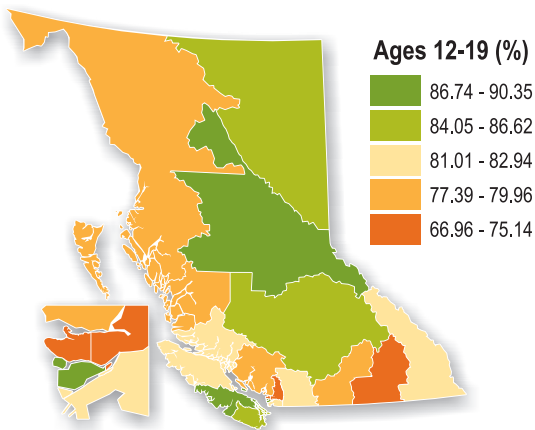 Ages 12-19 (%)
86.74 - 90.35
84.05 - 86.62
81.01 - 82.94
77.39 - 79.96
66.96 - 75.14